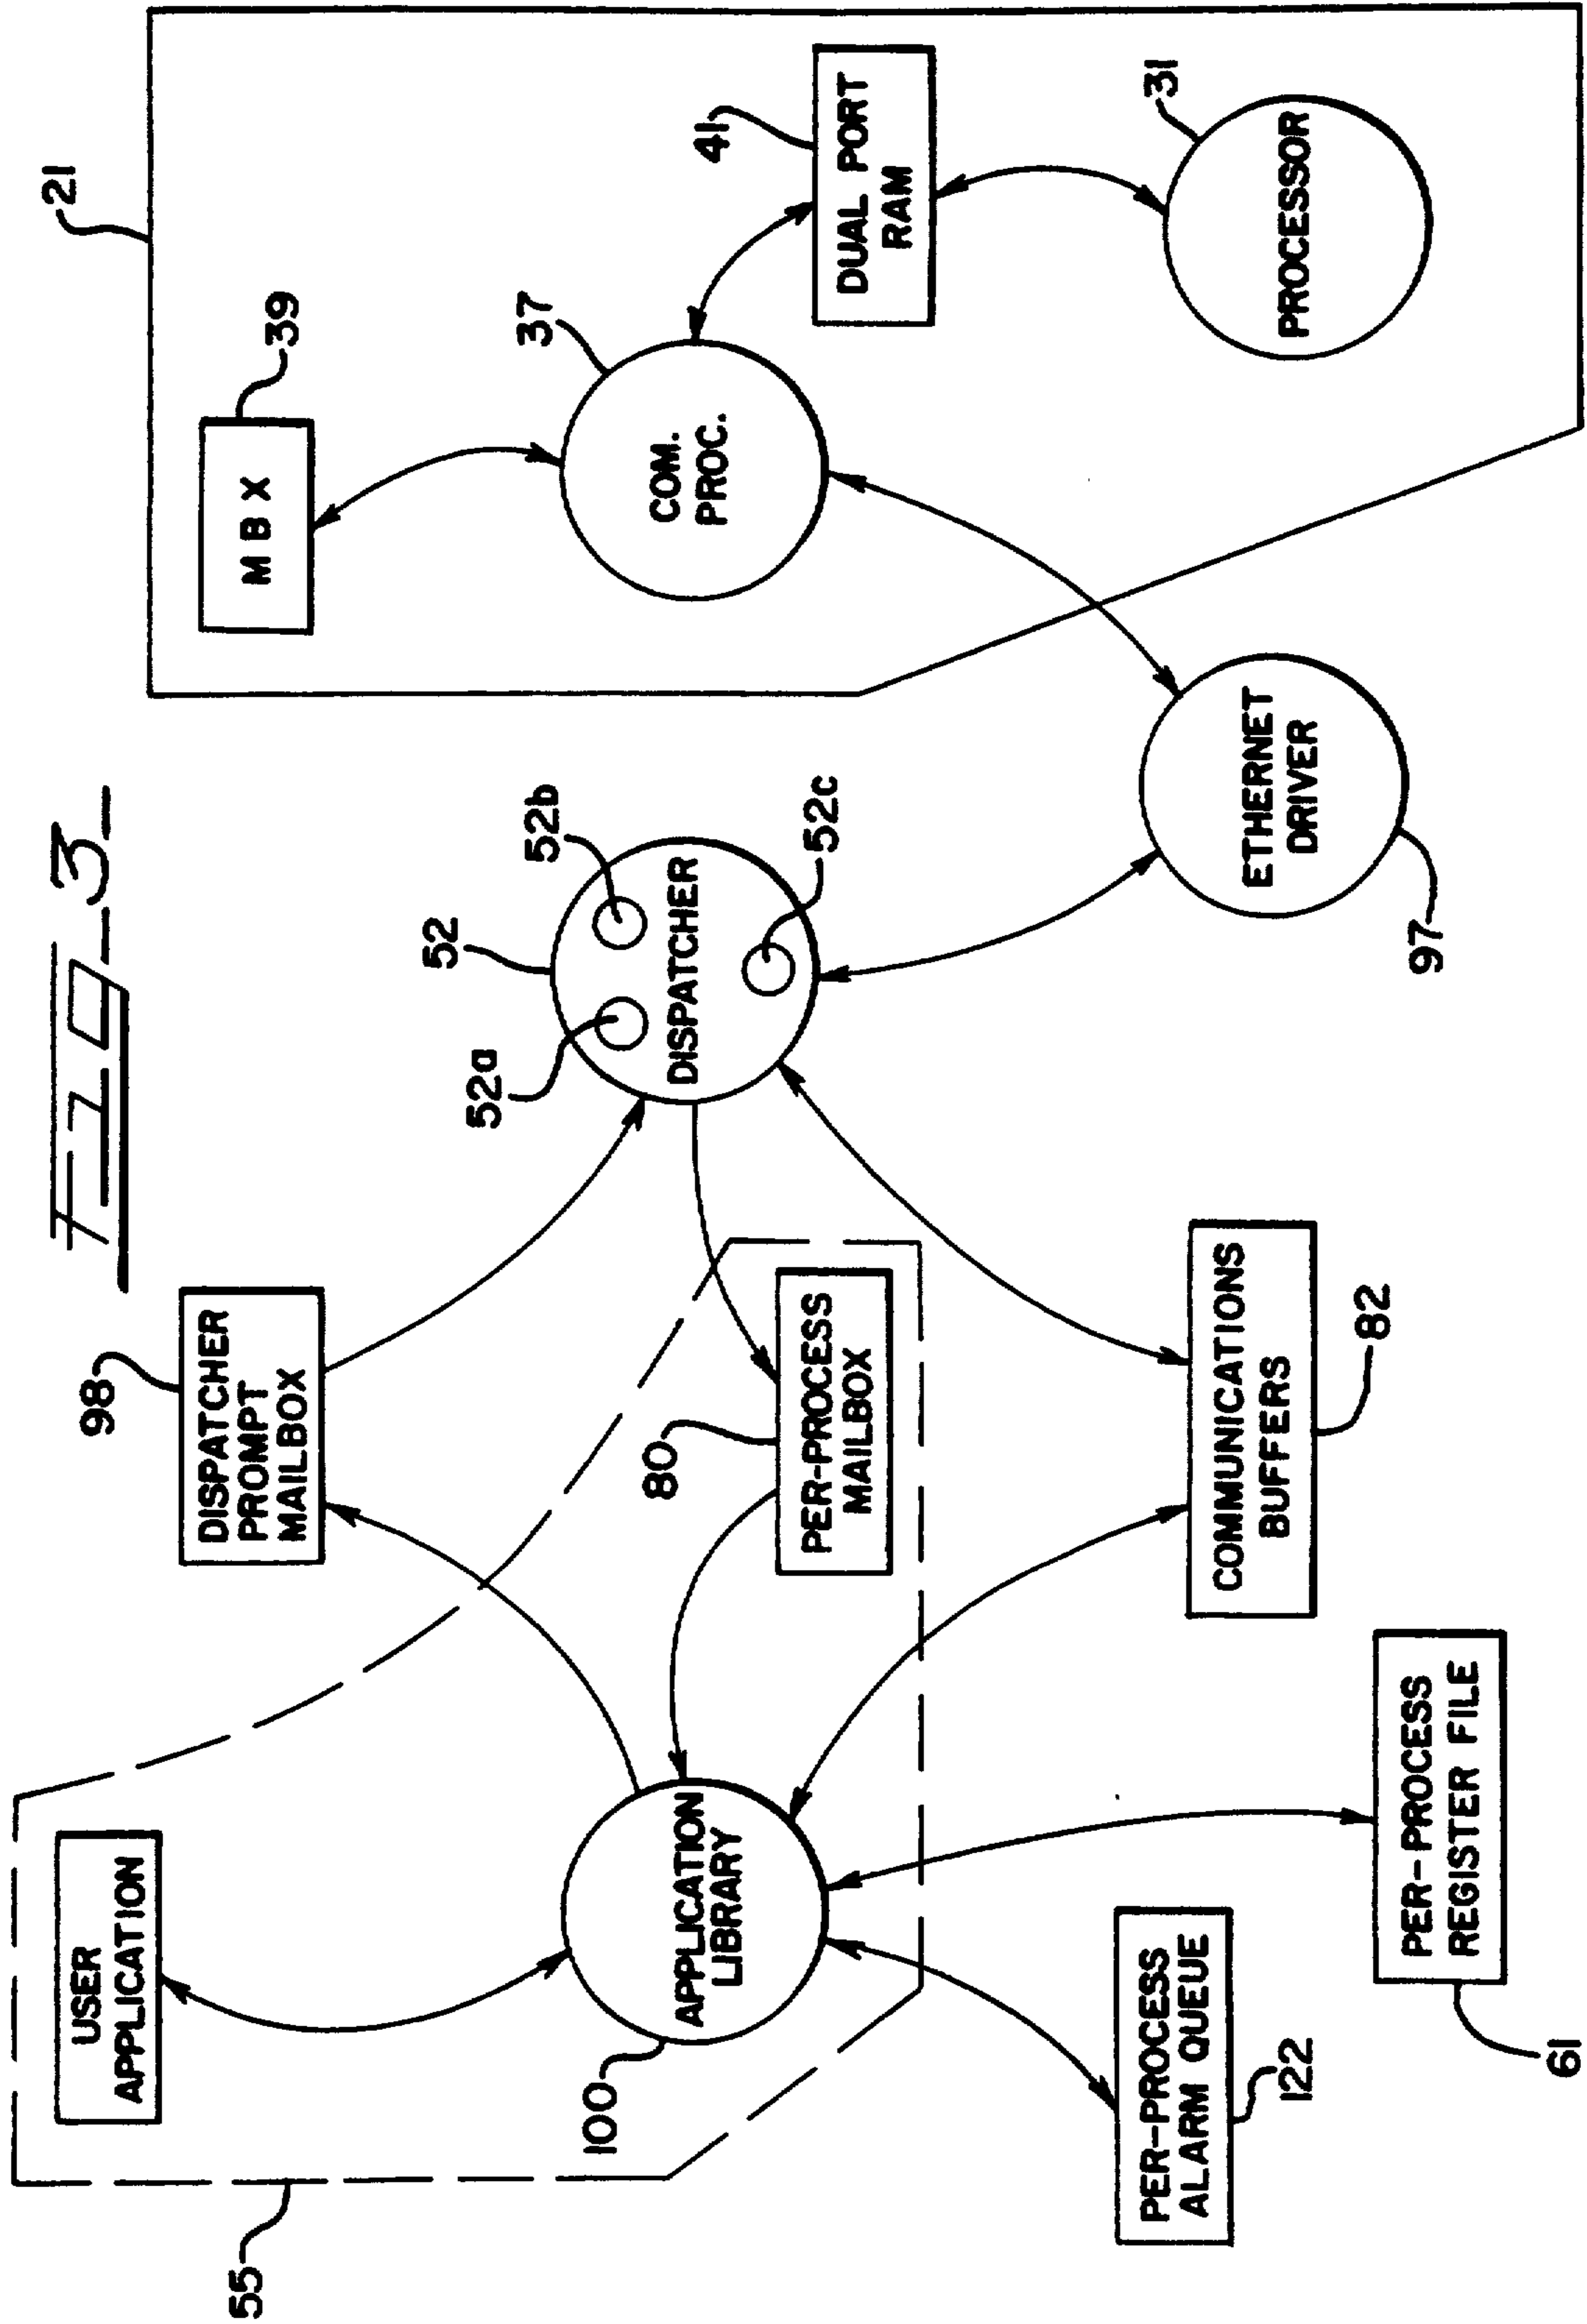 FIG. 3
55
USER
APPLICATION
100
APPLICATION
LIBRARY
PER-PROCESS
ALARM QUEUE
122
PER-PROCESS
REGISTER FILE
61
98
DISPATCHER
PROMPT
MAILBOX
80
PER-PROCESS
MAILBOX
COMMUNICATIONS
BUFFERS
82
52
52a
52b
52c
DISPATCHER
ETHERNET
DRIVER
97
21
MBX
39
37
COM.
PROC.
41
DUAL PORT
RAM
31
PROCESSOR